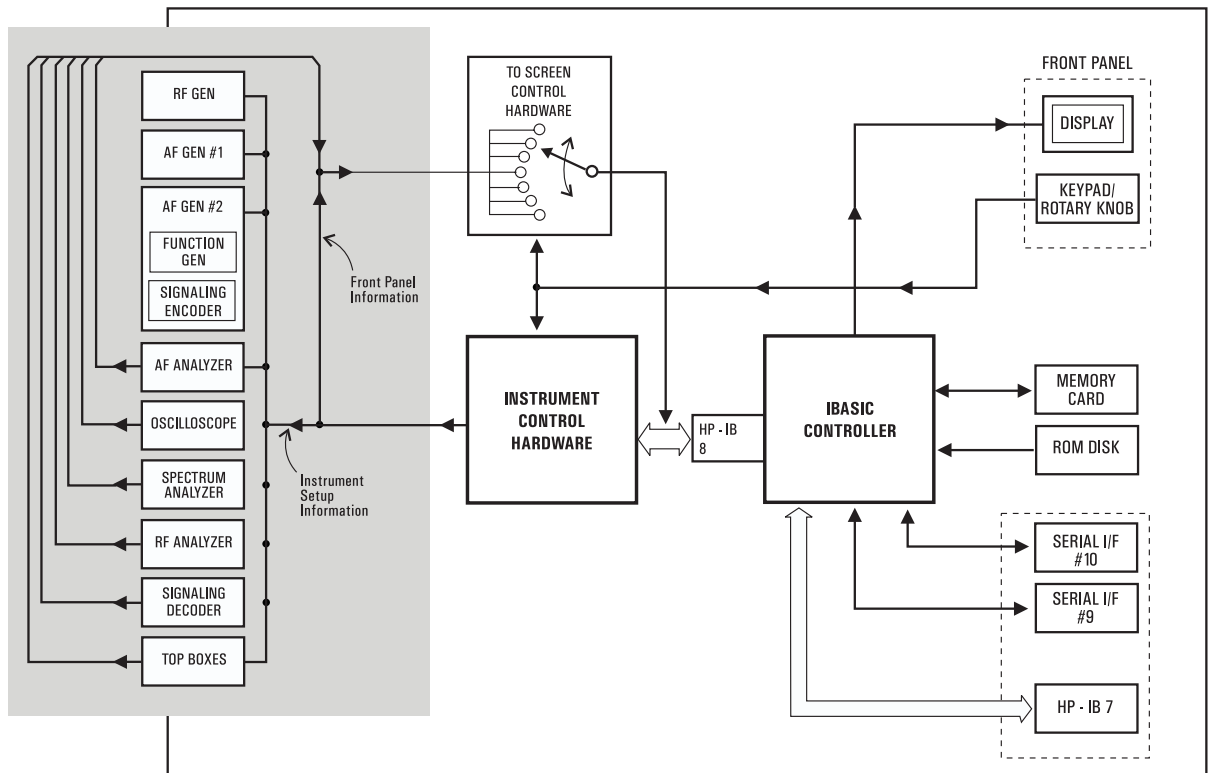 RF GEN
AF GEN #1
AF GEN #2
FUNCTION
GEN
SIGNALING
ENCODER
AF ANALYZER
OSCILLOSCOPE
SPECTRUM
ANALYZER
RF ANALYZER
SIGNALING
DECODER
TOP BOXES
Front Panel
Information
Instrument
Setup
Information
TO SCREEN
CONTROL
HARDWARE
INSTRUMENT
CONTROL
HARDWARE
HP - IB
8
IBASIC
CONTROLLER
FRONT PANEL
DISPLAY
KEYPAD/
ROTARY KNOB
MEMORY
CARD
ROM DISK
SERIAL I/F
#10
SERIAL I/F
#9
HP - IB 7